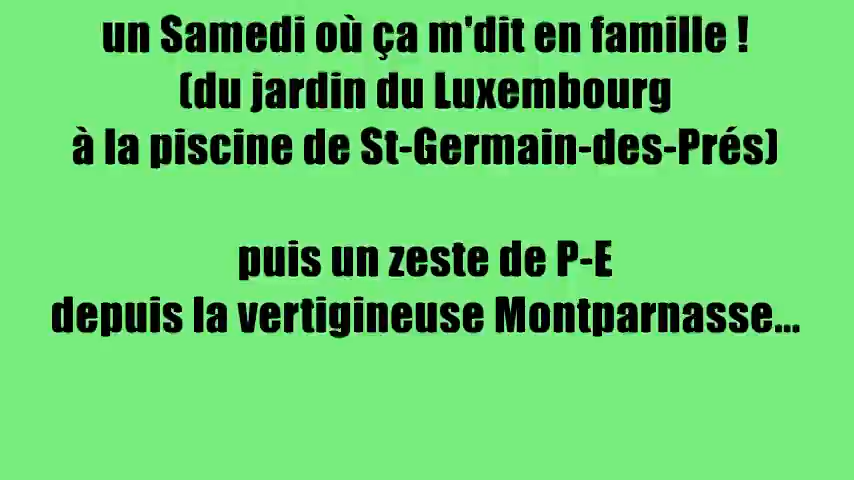 un Samedi où ça m'dit en famille !
(du jardin du Luxembourg
à la piscine de St-Germain-des-Prés)
puis un zeste de P-E
depuis la vertigineuse Montparnasse...